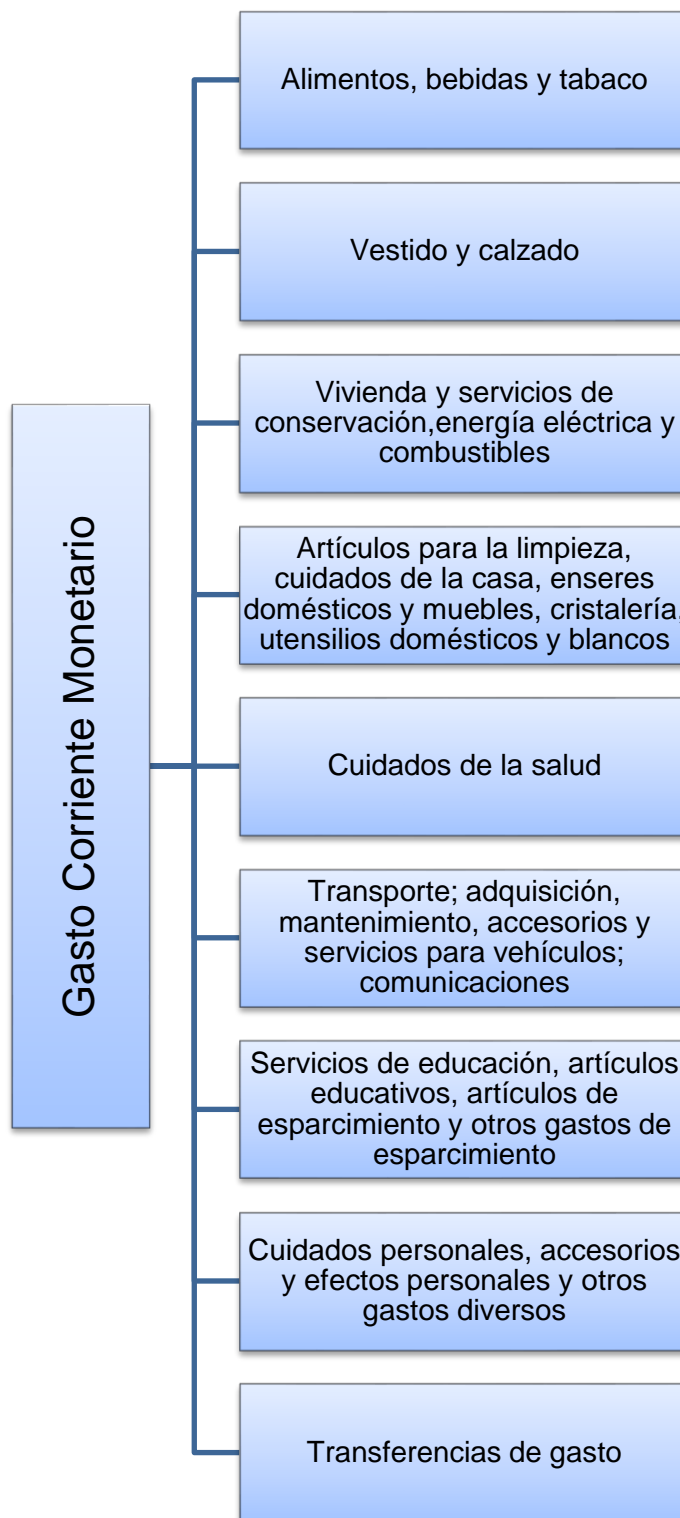 Gasto Corriente Monetario
Alimentos, bebidas y tabaco
Vestido y calzado
Vivienda y servicios de
conservación,energía eléctrica y
combustibles
Artículos para la limpieza,
cuidados de la casa, enseres
domésticos y muebles, cristalería,
utensilios domésticos y blancos
Cuidados de la salud
Transporte; adquisición,
mantenimiento, accesorios y
servicios para vehículos;
comunicaciones
Servicios de educación, artículos
educativos, artículos de
esparcimiento y otros gastos de
esparcimiento
Cuidados personales, accesorios
y efectos personales y otros
gastos diversos
Transferencias de gasto